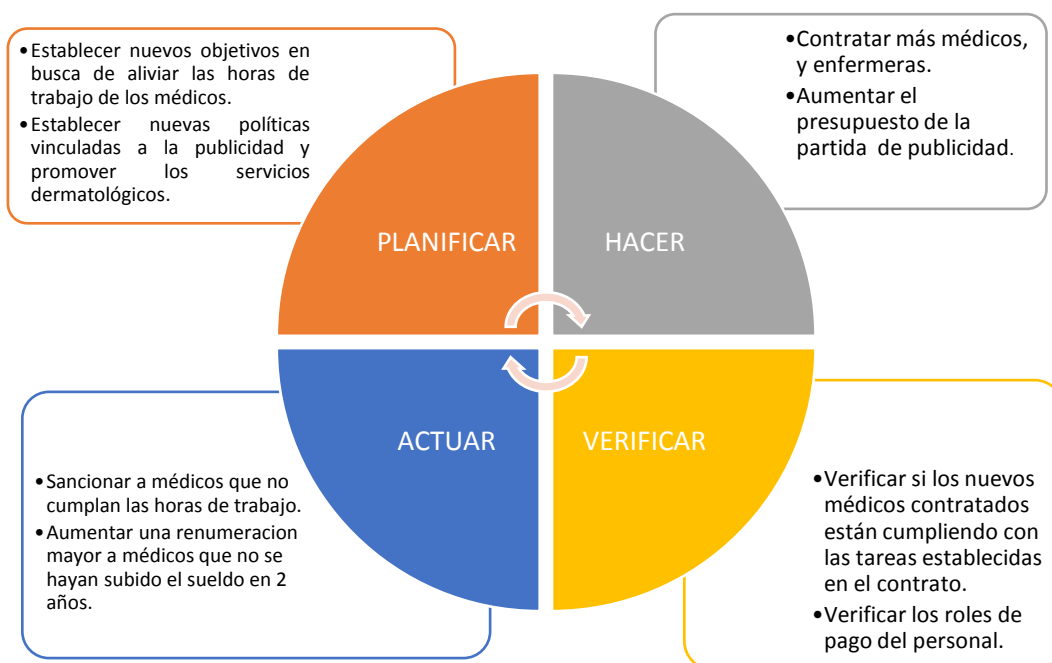 •Establecer nuevos objetivos en
busca de aliviar las horas de
trabajo de los médicos.
•Establecer nuevas políticas
vinculadas a la publicidad y
promover los servicios
dermatológicos.
•Contratar más médicos,
y enfermeras.
•Aumentar el
presupuesto de la
partida de publicidad.
PLANIFICAR
HACER
ACTUAR
VERIFICAR
•Sancionar a médicos que no
cumplan las horas de trabajo.
•Aumentar una renumeracion
mayor a médicos que no se
hayan subido el sueldo en 2
años.
•Verificar si los nuevos
médicos contratados
están cumpliendo con
las tareas establecidas
en el contrato.
•Verificar los roles de
pago del personal.